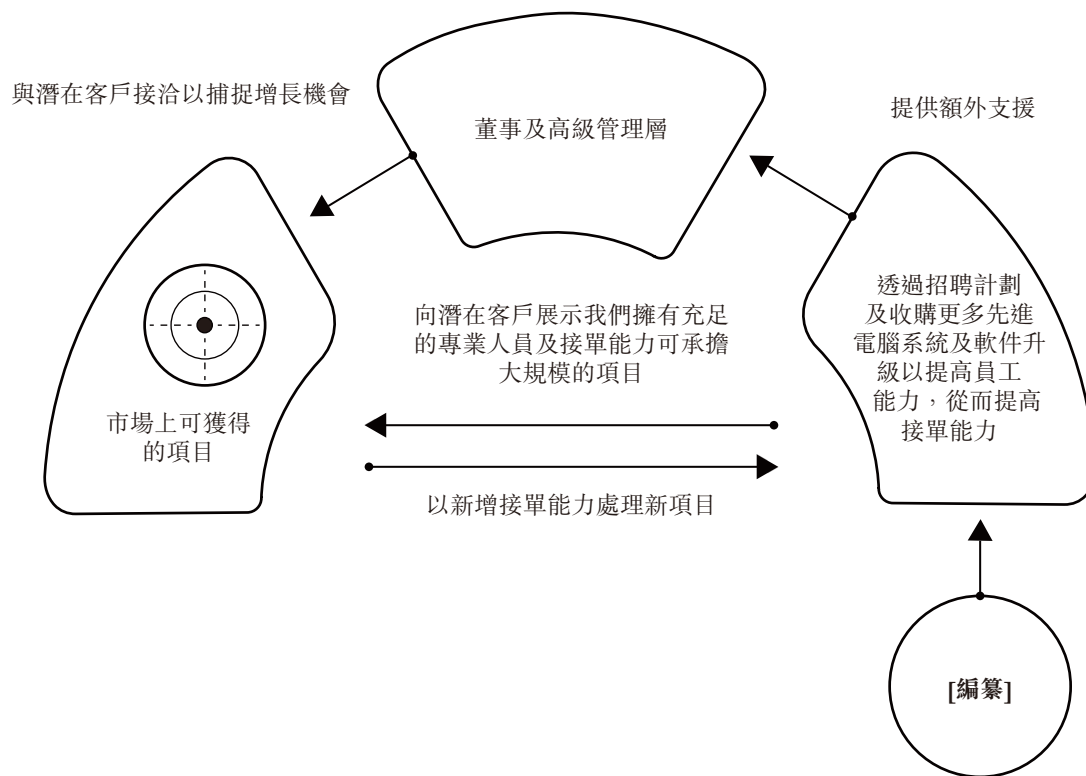 與潛在客戶接洽以捕捉增長機會
董事及高級管理層
提供額外支援
向潛在客戶展示我們擁有充足
的專業人員及接單能力可承擔
大規模的項目
透過招聘計劃
及收購更多先進
電腦系統及軟件升
級以提高員工
能力，從而提高
接單能力
市場上可獲得
的項目
以新增接單能力處理新項目
[編纂]